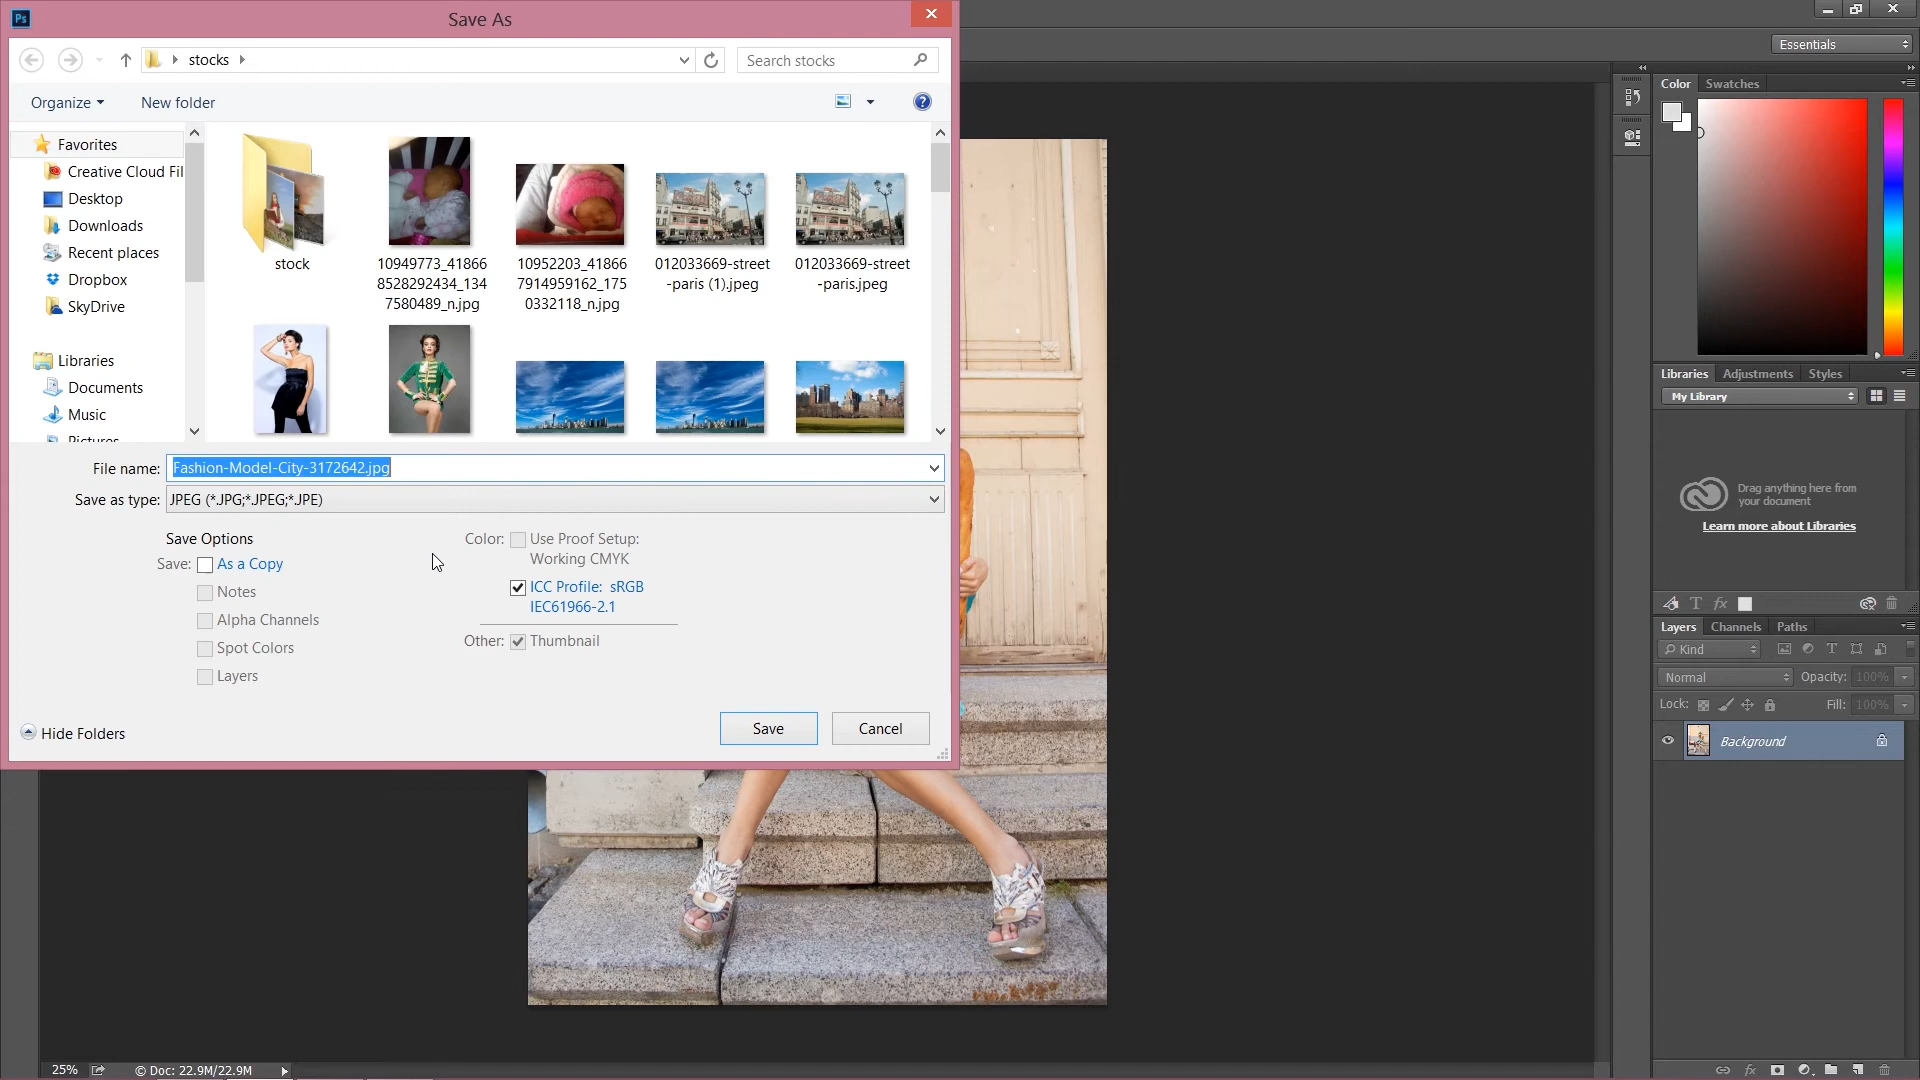 Ps
Save As
stocks
Search stocks
Organize
New folder
Favorites
Creative Cloud Fil
Desktop
Downloads
Recent places
Dropbox
SkyDrive
Libraries
Documents
Music
Pictures
stock
10949773_41866
8528292434_134
7580489_n.jpg
10952203_41866
7914959162_175
0332118_n.jpg
012033669-street
-paris (1).jpeg
012033669-street
-paris.jpeg
File name: Fashion-Model-City-3172642.jpg
Save as type: JPEG (*.JPG;*.JPEG;*.JPE)
Save Options
Save: As a Copy
Notes
Alpha Channels
Spot Colors
Layers
Color: Use Proof Setup:
Working CMYK
ICC Profile: sRGB
IEC61966-2.1
Other: Thumbnail
Hide Folders
Save
Cancel
25%
© Doc: 22.9M/22.9M
Essentials
Color
Swatches
Libraries
Adjustments
Styles
My Library
Drag anything here from
your document
Learn more about Libraries
Layers
Channels
Paths
Kind
Normal
Opacity: 100%
Lock:
Fill: 100%
Background